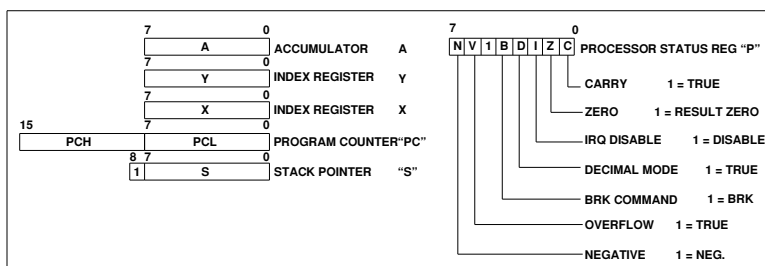 7 0
A ACCUMULATOR A
7 0
Y INDEX REGISTER Y
7 0
X INDEX REGISTER X
15 7 0
PCH PCL PROGRAM COUNTER “PC”
8 7 0
1 S STACK POINTER “S”
7 0
N V 1 B D I Z C PROCESSOR STATUS REG “P”
CARRY 1 = TRUE
ZERO 1 = RESULT ZERO
IRQ DISABLE 1 = DISABLE
DECIMAL MODE 1 = TRUE
BRK COMMAND 1 = BRK
OVERFLOW 1 = TRUE
NEGATIVE 1 = NEG.